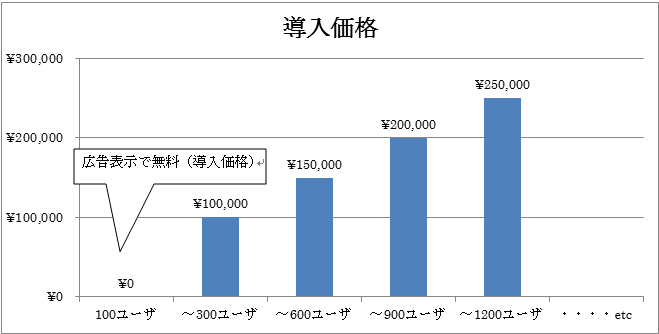 導入価格
¥300,000
¥200,000
¥100,000
¥0
広告表示で無料（導入価格）
¥0
¥100,000
¥150,000
¥200,000
¥250,000
100ユーザ
～300ユーザ
～600ユーザ
～900ユーザ
～1200ユーザ
・・・・etc